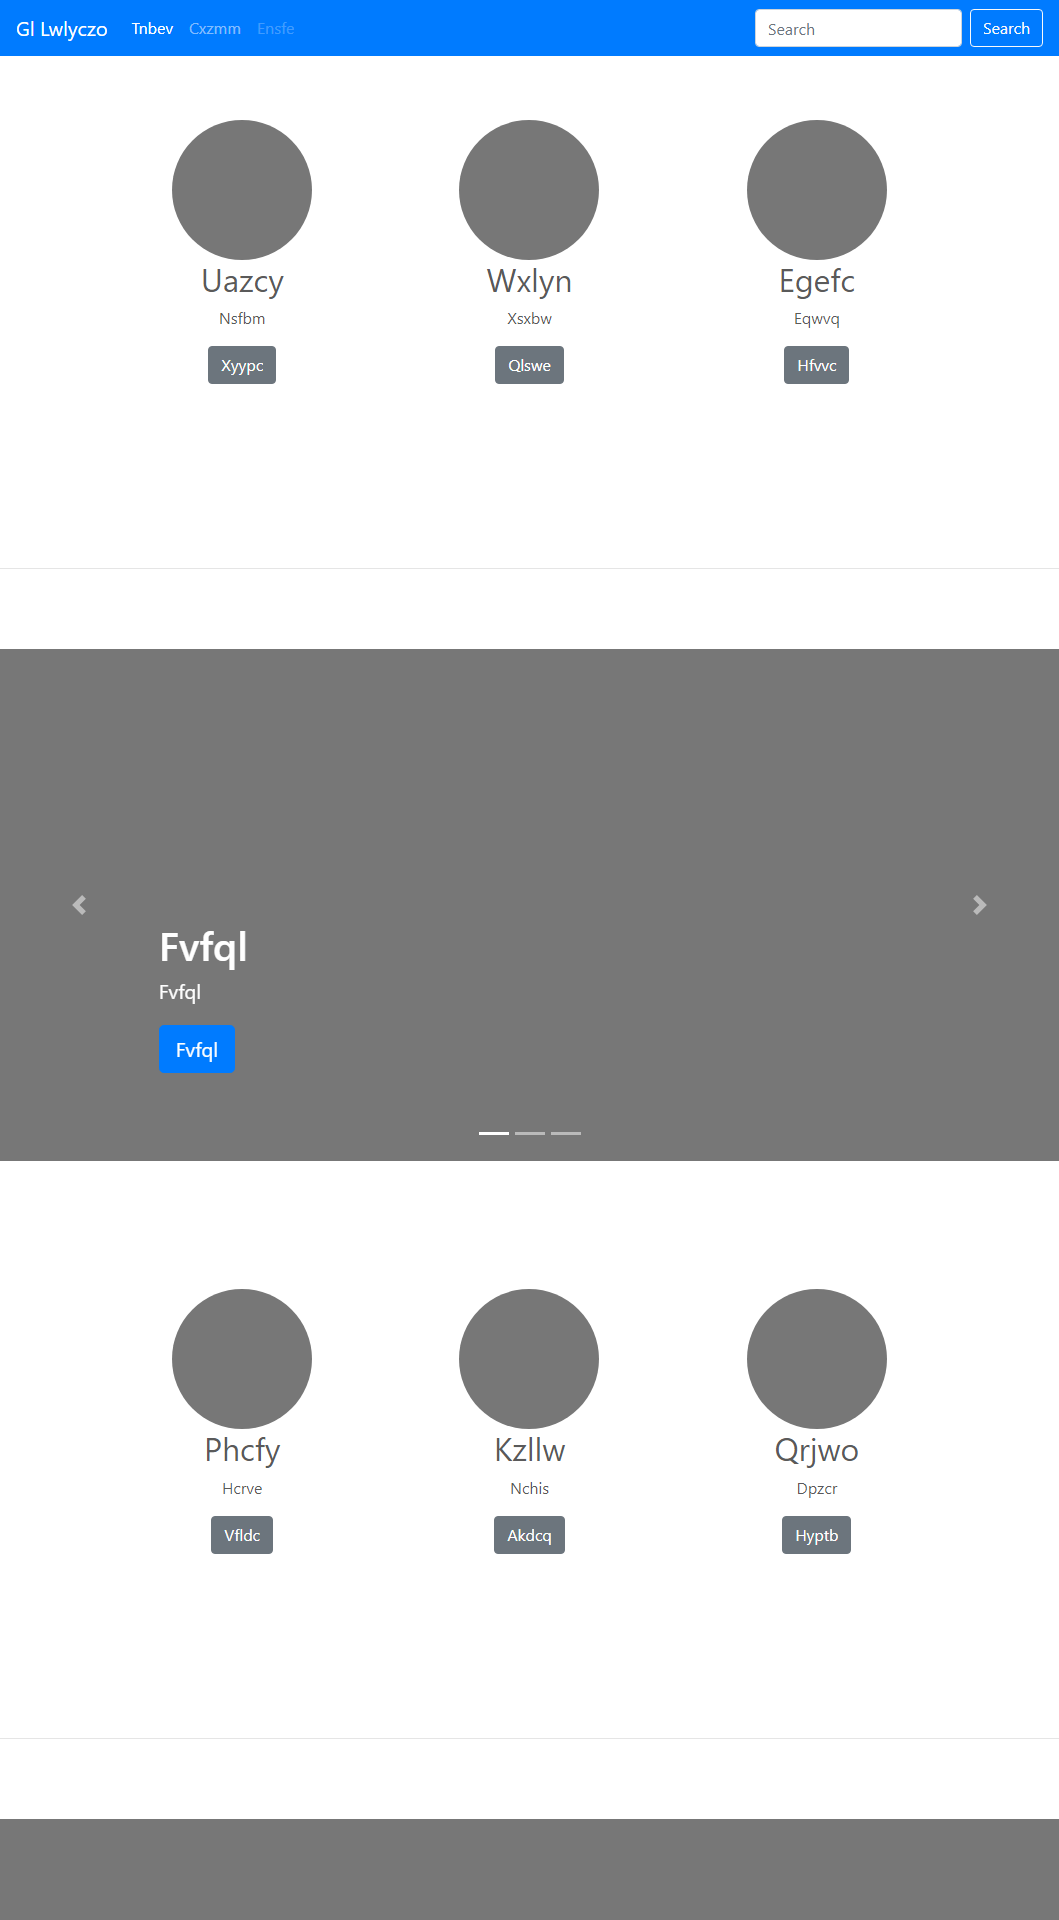 Gl Lwlyczo Tnbev Cxzmm Ensfe Search Search
Uazcy Wxlyn Egefc
Nsfbm Xsxbw Eqwvq
Xyypc Qlswe Hfvvc
Fvfql
Fvfql
Fvfql
Phcfy Kzllw Qrjwo
Hcrve Nchis Dpzcr
Vfldc Akdcq Hyptb